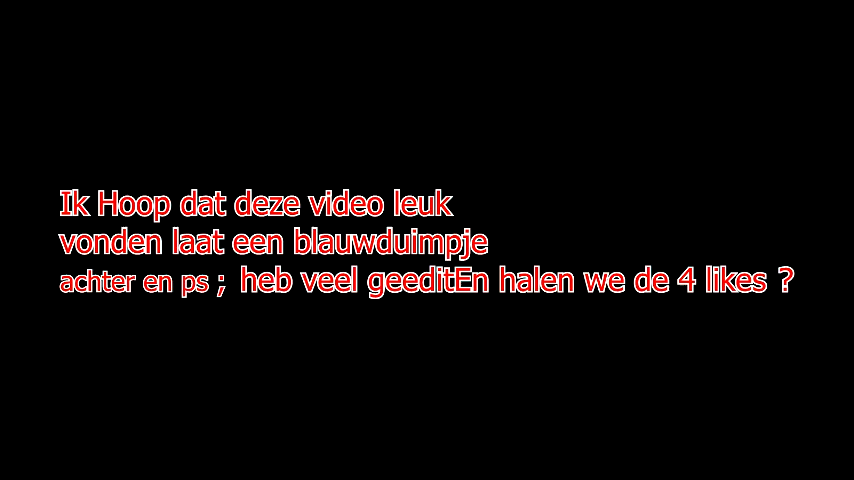 Ik Hoop dat deze video leuk
vonden laat een blauwduimpje
achter en ps ; heb veel geeditEn halen we de 4 likes ?